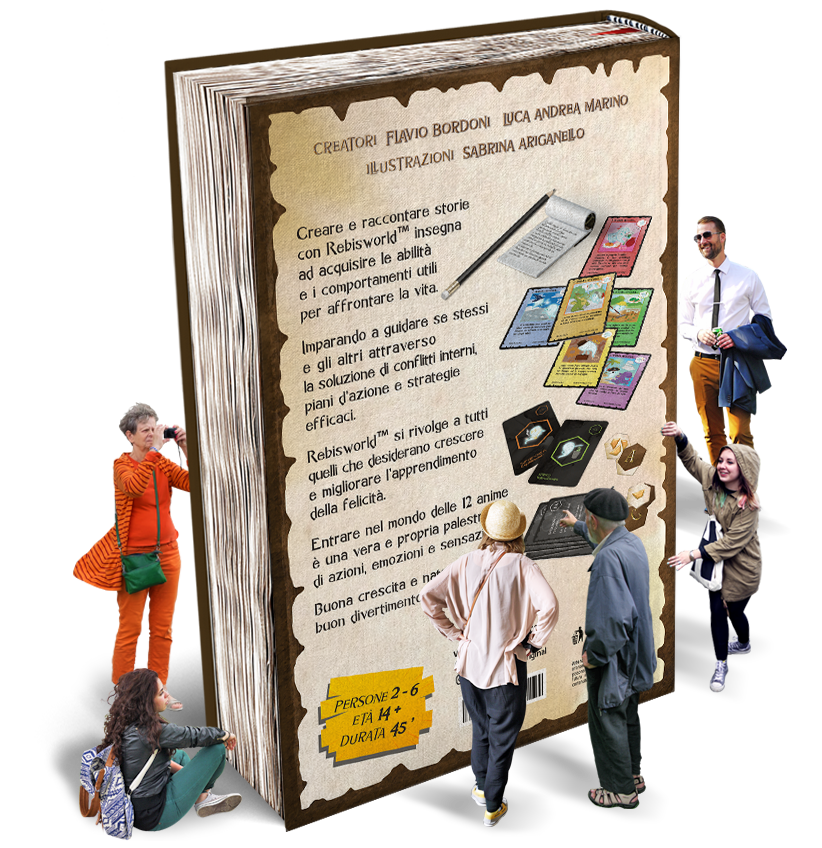 CREATORI FLAVIO BORDONI LUCA ANDREA MARINO
ILLUSTRAZIONI SABRINA ARIGANELLO
Creare e raccontare storie
con Rebisworld™ insegna
ad acquisire le abilità
e i comportamenti utili
per affrontare la vita.
Imparando a guidare se stessi
e gli altri attraverso
la soluzione di conflitti interni,
piani d'azione e strategie
efficaci.
Rebisworld™ si rivolge a tutti
quelli che desiderano crescere
e migliorare l'apprendimento
della felicità.
Entrare nel mondo delle 12 anime
è una vera e propria
di azioni, emozioni e
Buona crescita e
buon divertimento
PERSONE 2-6
ETÀ 14+
DURATA 45'